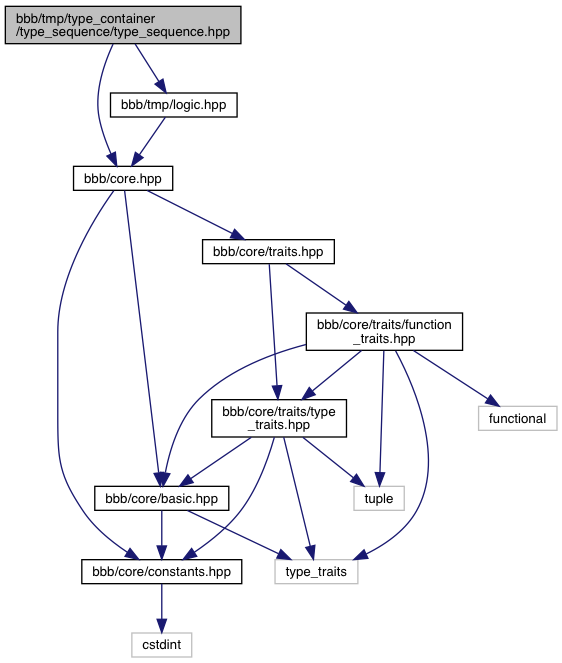 bbb/tmp/type_container
/type_sequence/type_sequence.hpp
bbb/tmp/logic.hpp
bbb/core.hpp
bbb/core/traits.hpp
bbb/core/traits/function
_traits.hpp
bbb/core/traits/type
_traits.hpp
functional
bbb/core/basic.hpp
tuple
bbb/core/constants.hpp
type_traits
cstdint